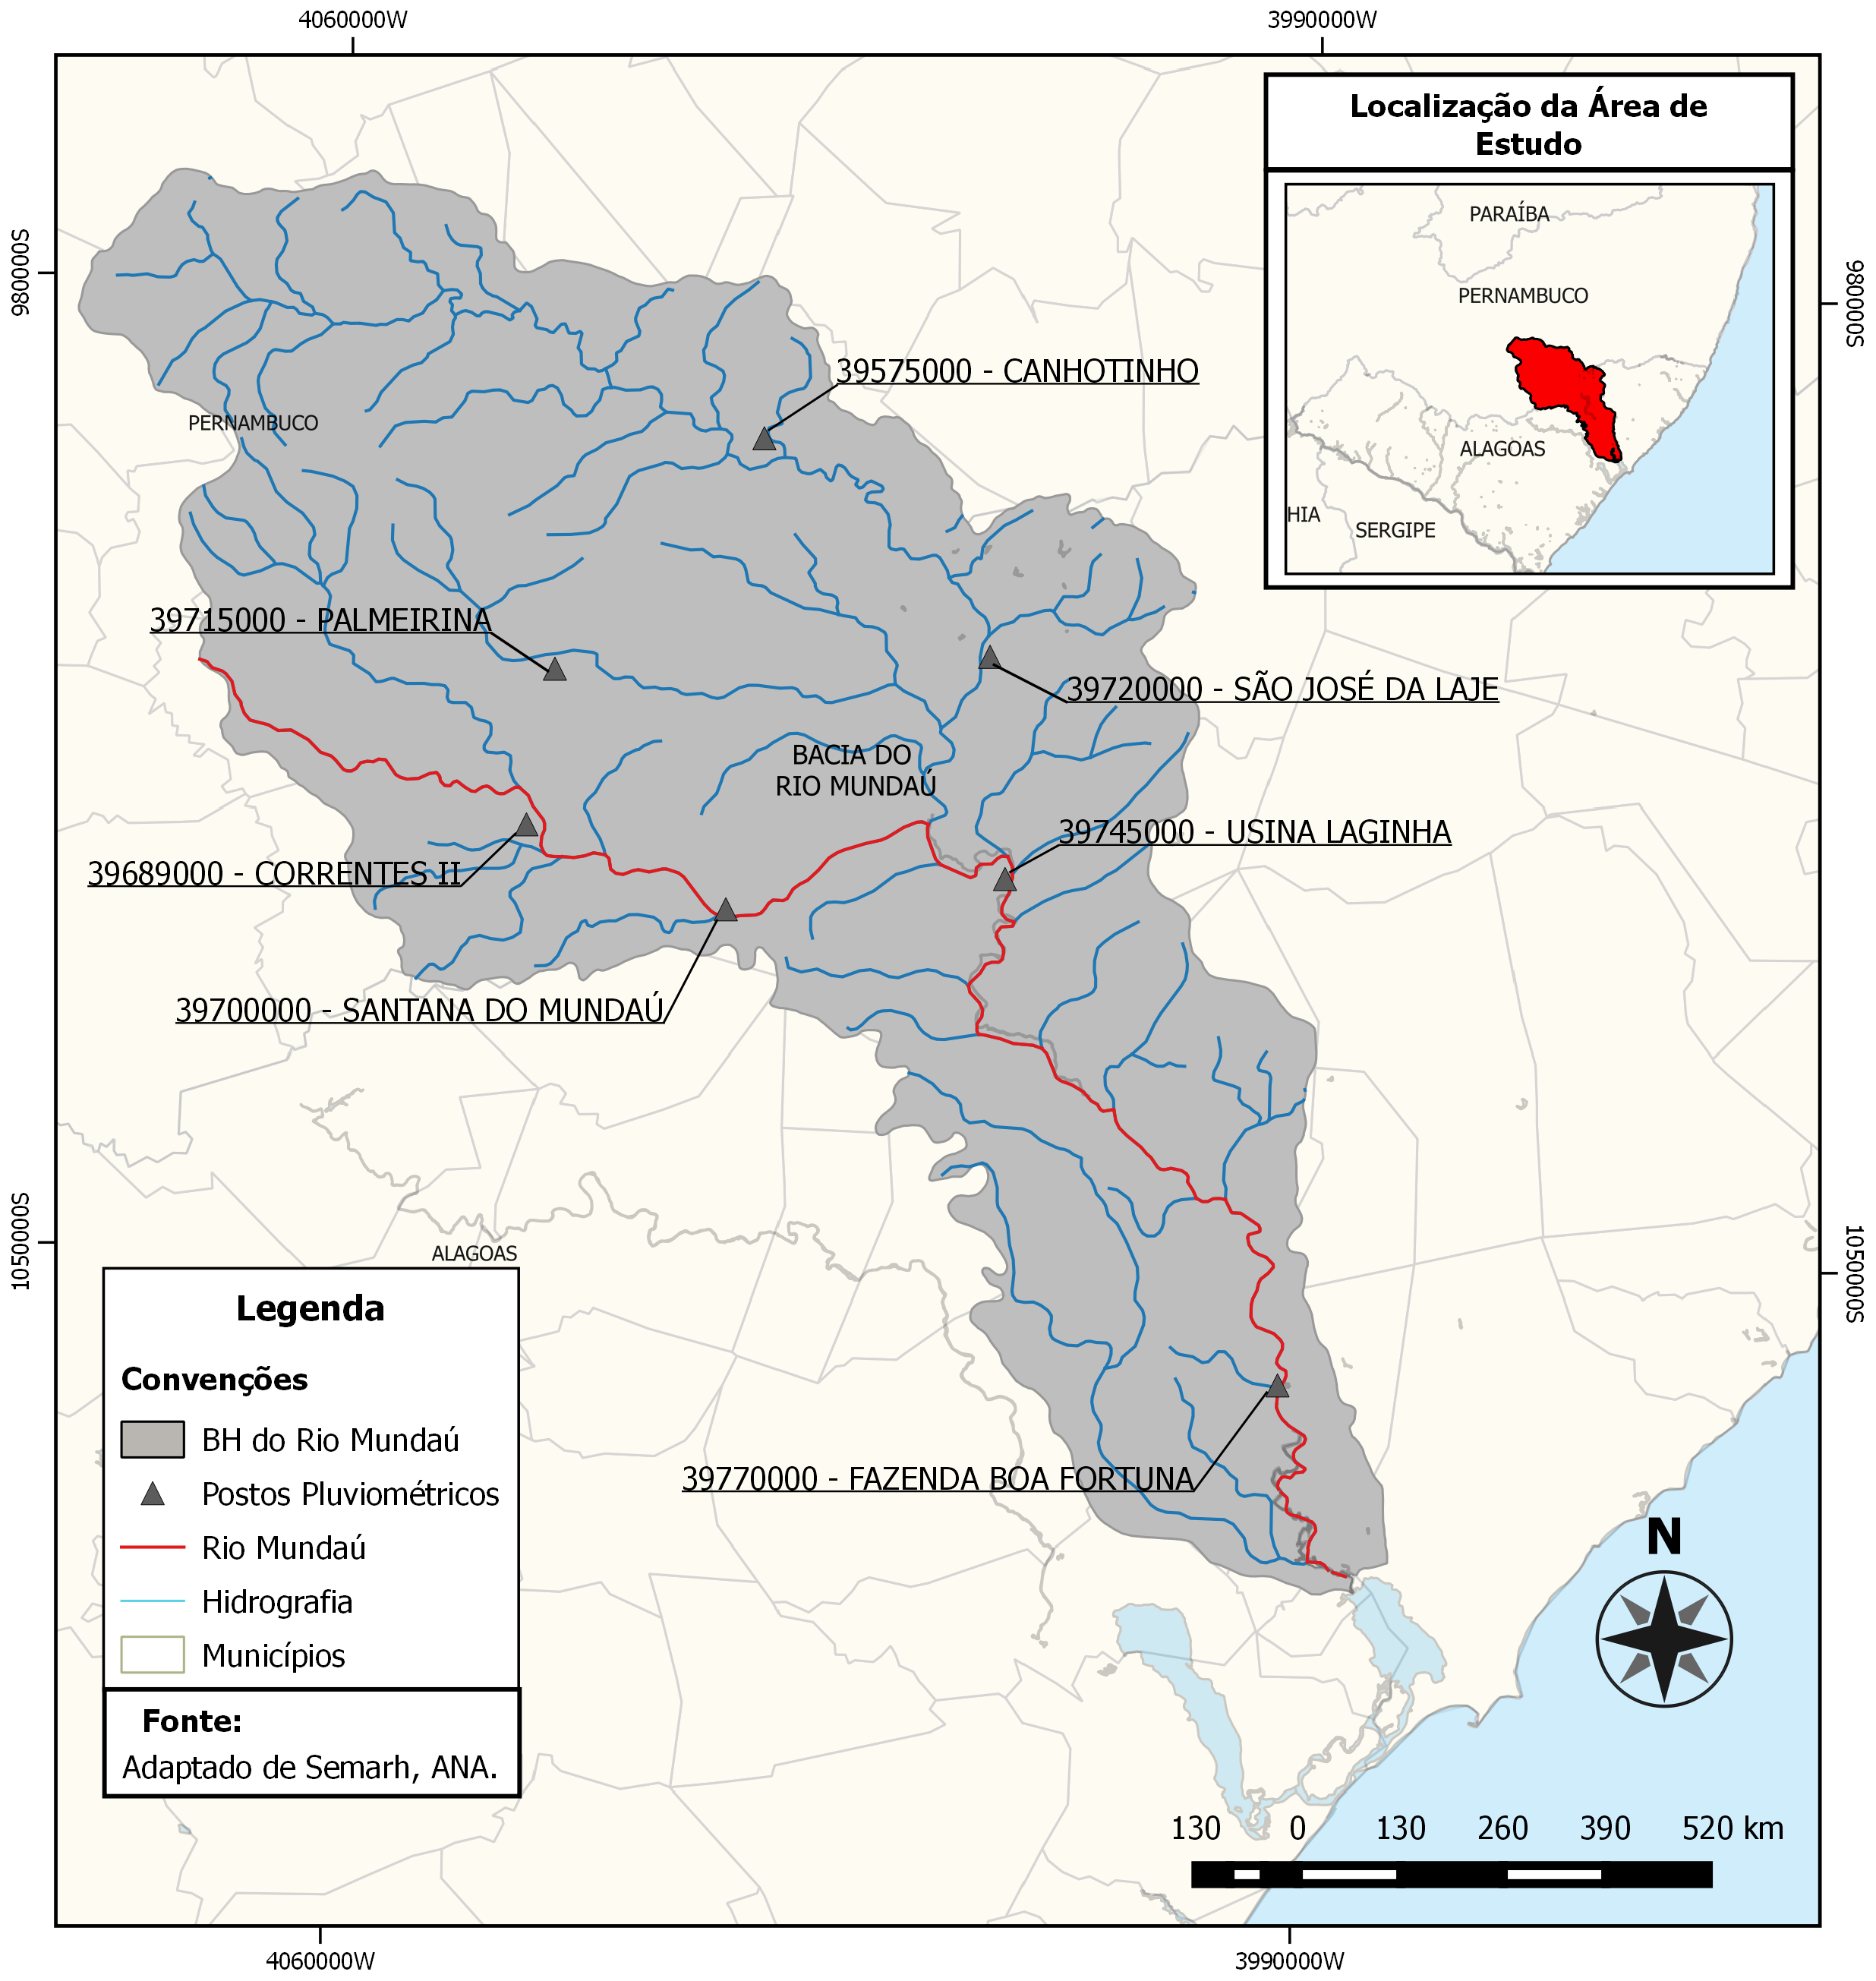 4060000W
3990000W
Localização da Área de
Estudo
PARAÍBA
PERNAMBUCO
ALAGOAS
HIA
SERGIPE
980000S
980000S
39575000 - CANHOTINHO
PERNAMBUCO
39715000 - PALMEIRINA
39720000 - SÃO JOSÉ DA LAJE
BACIA DO
RIO MUNDAÚ
39745000 - USINA LAGINHA
39689000 - CORRENTES II
39700000 - SANTANA DO MUNDAÚ
1050000S
1050000S
ALAGOAS
39770000 - FAZENDA BOA FORTUNA
Legenda
Convenções
BH do Rio Mundaú
Postos Pluviométricos
Rio Mundaú
Hidrografia
Municípios
Fonte:
Adaptado de Semarh, ANA.
N
130 0 130 260 390 520 km
4060000W
3990000W